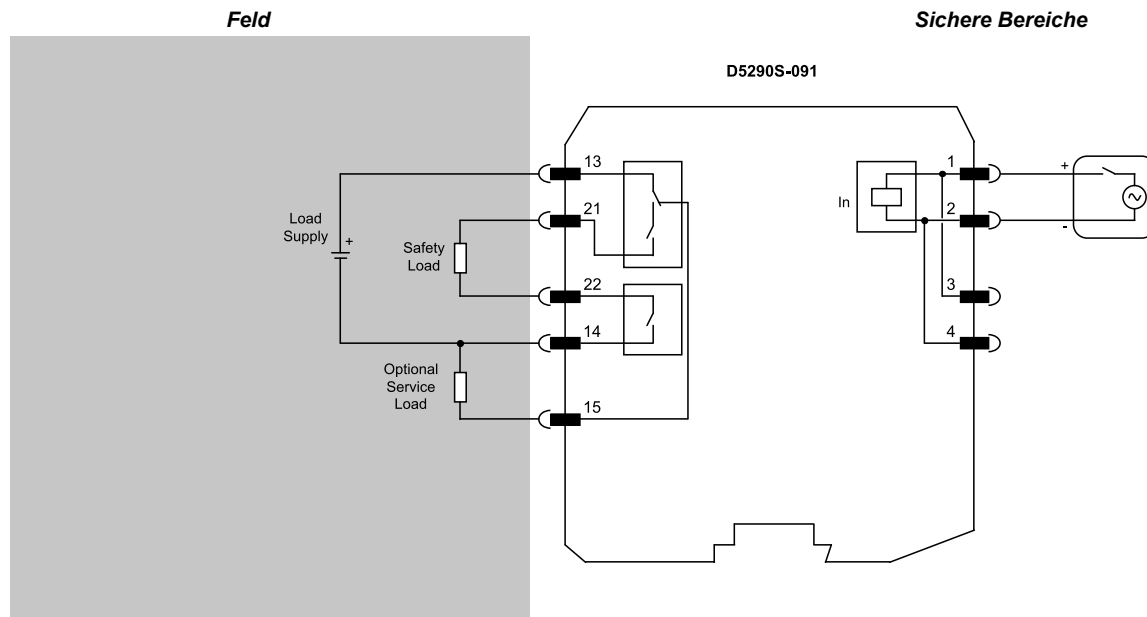 Feld
Sichere Bereiche
D5290S-091
13
21
22
14
15
Load
Supply
+
Safety
Load
Optional
Service
Load
In
1
2
3
4
+
-